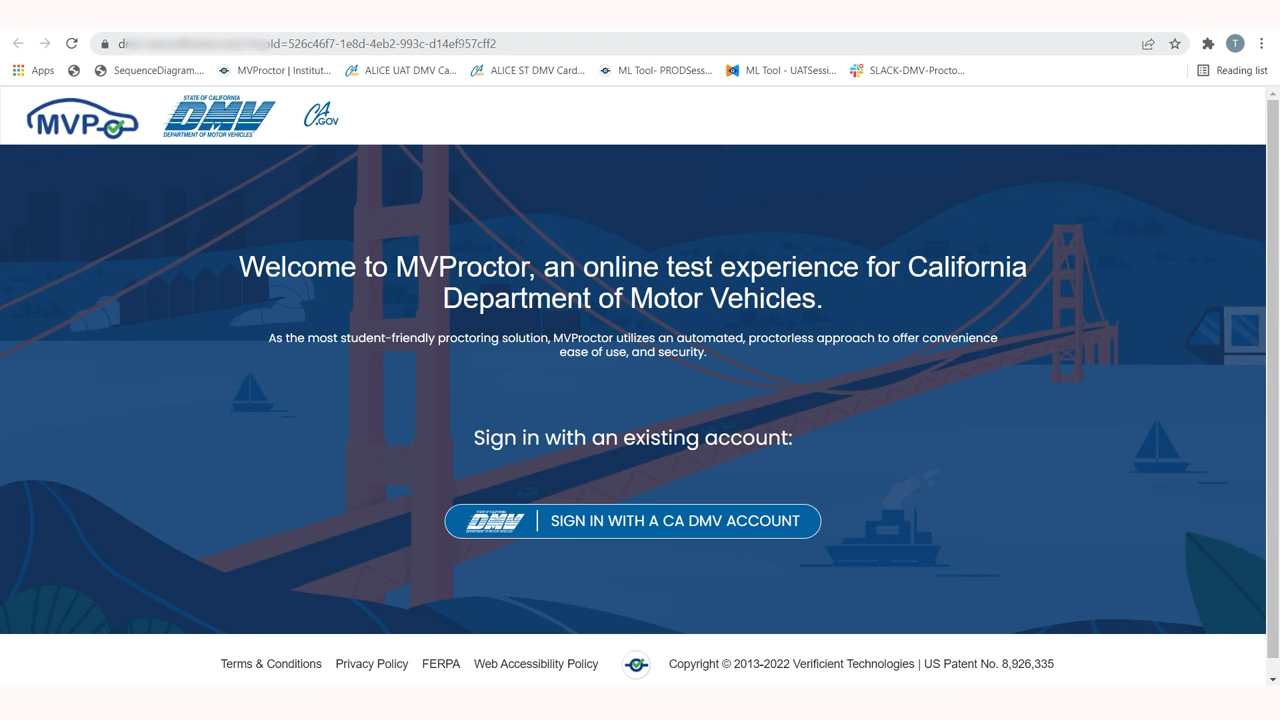 Id=526c46f7-1e8d-4eb2-993c-d14ef957cff2
T
Apps SequenceDiagram.... MVProctor | Institut... ALICE UAT DMV Ca... ALICE ST DMV Card... ML Tool- PRODSess... ML Tool - UATSessi... SLACK-DMV-Procto... Reading list
MVP
STATE OF CALIFORNIA
DMV
DEPARTMENT OF MOTOR VEHICLES
CA
.GOV
Welcome to MVProctor, an online test experience for California
Department of Motor Vehicles.
As the most student-friendly proctoring solution, MVProctor utilizes an automated, proctorless approach to offer convenience
ease of use, and security.
Sign in with an existing account:
DMV | SIGN IN WITH A CA DMV ACCOUNT
Terms & Conditions Privacy Policy FERPA Web Accessibility Policy Copyright © 2013-2022 Verificient Technologies | US Patent No. 8,926,335